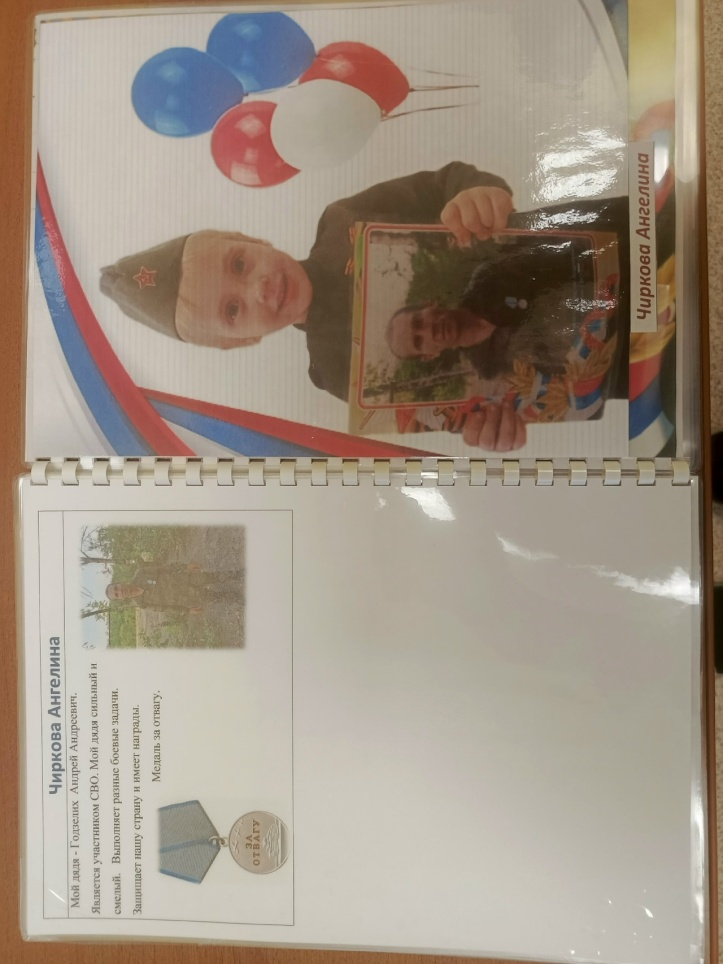 Чиркова Ангелина
Чиркова Ангелина
Мой дядя - Годзелих Андрей Андреевич.
Является участником СВО. Мой дядя сильный и
смелый. Выполняет разные боевые задачи.
Защищает нашу страну и имеет награды.
Медаль за отвагу.
ЗА
ОТВАГУ